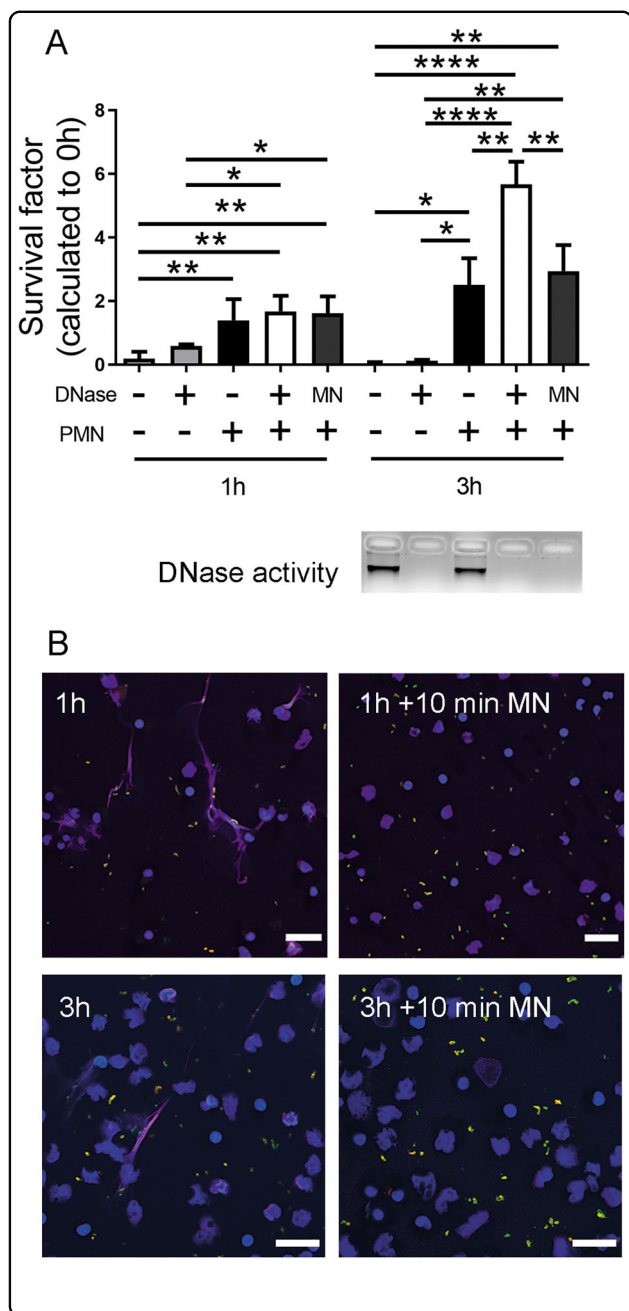 A
**
****
**
****
**
**
*
*
**
**
**
*
*
8
6
4
2
0
Survival factor
(calculated to 0h)
DNase - + - + MN - + - + MN
PMN - - + + + - - + + +
1h 3h
DNase activity
B
1h
1h +10 min MN
3h
3h +10 min MN